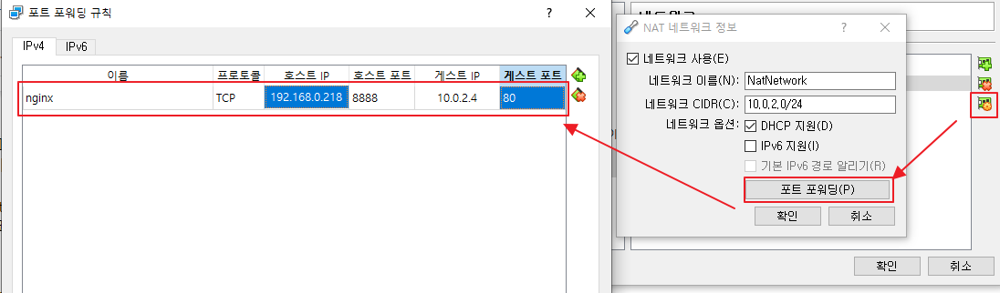 포트 포워딩 규칙
?
IPv4
IPv6
이름 프로토콜 호스트 IP 호스트 포트 게스트 IP 게스트 포트
nginx TCP 192.168.0.218 8888 10.0.2.4 80
NAT 네트워크 정보
?
네트워크 사용(E)
네트워크 이름(N): NatNetwork
네트워크 CIDR(C): 10,0,2,0/24
네트워크 옵션: DHCP 지원(D)
IPv6 지원(I)
기본 IPv6 경로 알리기(R)
포트 포워딩(P)
확인 취소
확인 취소